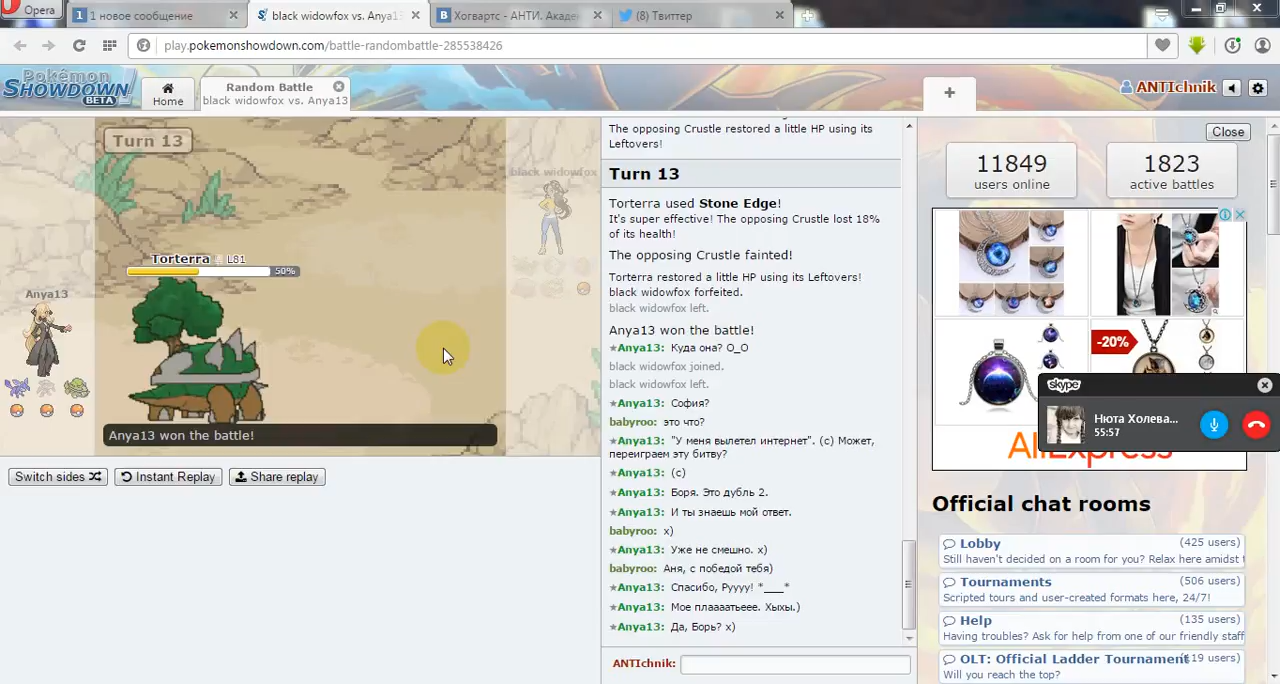 Opera
1 новое сообщение
black widowfox vs. Anya1
Хогвартс - АНТИ. Акаде
(8) Твиттер
play.pokemonshowdown.com/battle-randombattle-285538426
Pokémon
Showdown
BETA
Home
Random Battle
black widowfox vs. Anya13
+
ANTIchnik
Turn 13
black widowfox
Torterra L81
50%
Anya13
Anya13 won the battle!
Switch sides
Instant Replay
Share replay
The opposing Crustle restored a little HP using its
Leftovers!
Turn 13
Torterra used Stone Edge!
It's super effective! The opposing Crustle lost 18%
of its health!
The opposing Crustle fainted!
Torterra restored a little HP using its Leftovers!
black widowfox forfeited.
black widowfox left.
Anya13 won the battle!
★Anya13: Куда она? O_O
black widowfox joined.
black widowfox left.
★Anya13: София?
babyroo: это что?
★Anya13: "У меня вылетел интернет". (с) Может,
переиграем эту битву?
★Anya13: (с)
★Anya13: Боря. Это дубль 2.
★Anya13: И ты знаешь мой ответ.
babyroo: x)
★Anya13: Уже не смешно. x)
babyroo: Аня, с победой тебя)
★Anya13: Спасибо, Руууу! *___*
★Anya13: Мое плаааатьеее. Хыхы.)
★Anya13: Да, Борь? x)
ANTIchnik:
Close
11849
users online
1823
active battles
-20%
AliExpress
skype
Нюта Холева...
55:57
Official chat rooms
Lobby
(425 users)
Still haven't decided on a room for you? Relax here amidst
Tournaments
(506 users)
Scripted tours and user-created formats here, 24/7!
Help
(135 users)
Having troubles? Ask for help from one of our friendly staff
OLT: Official Ladder Tournament
19 users)
Will you reach the top?